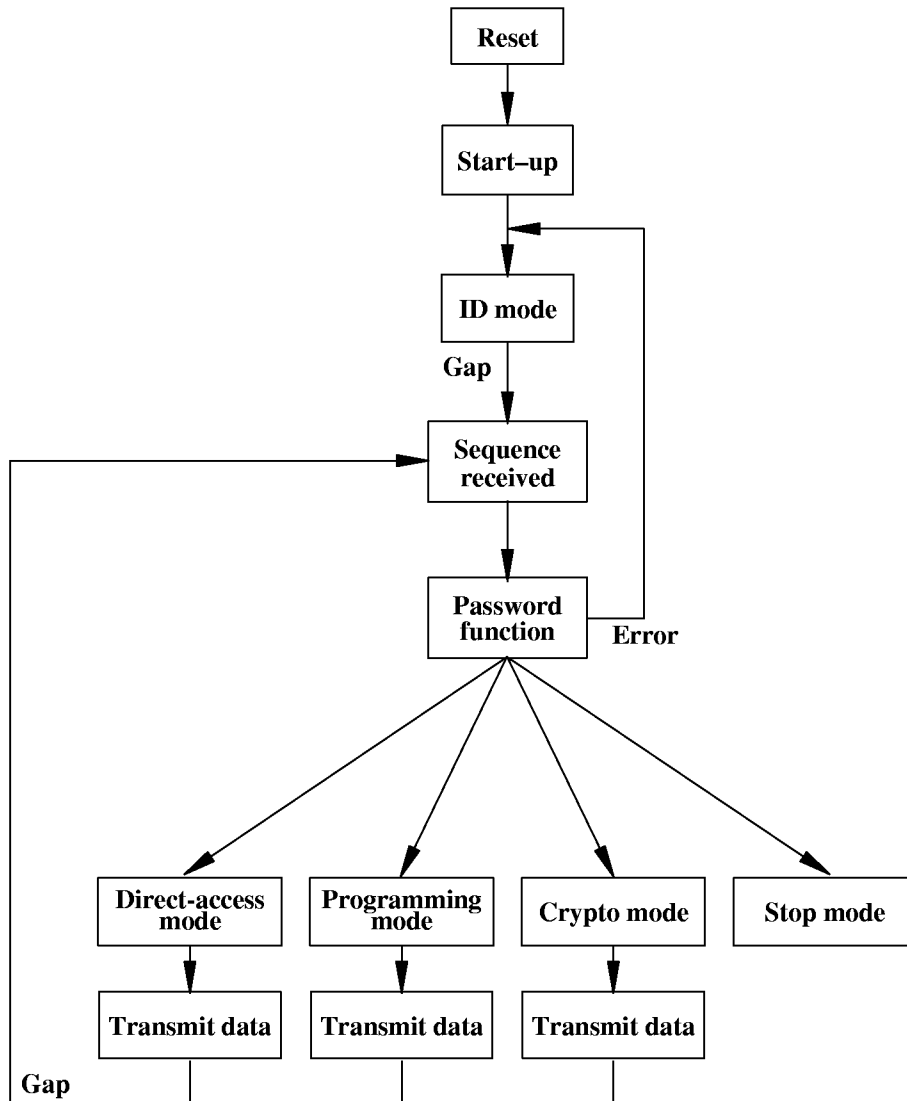 Reset
Start–up
ID mode
Gap
Sequence
received
Password
function
Error
Direct-access
mode
Programming
mode
Crypto mode
Stop mode
Transmit data
Transmit data
Transmit data
Gap